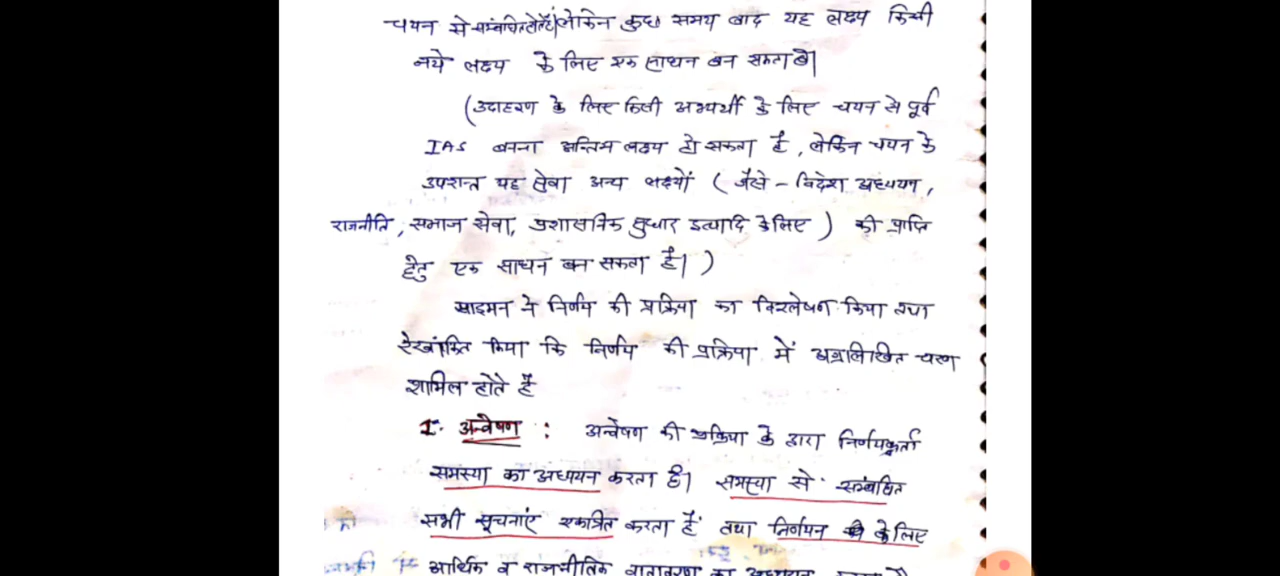 चयन से सम्बंधित होते हैं। लेकिन कुछ समय बाद यह लक्ष्य किसी
नये लक्ष्य के लिए एक साधन बन सकता है।
(उदाहरण के लिए किसी अभ्यर्थी के लिए चयन से पूर्व
IAS बनना अन्तिम लक्ष्य हो सकता है, लेकिन चयन के
उपरान्त यह सेवा अन्य लक्ष्यों (जैसे - विदेश अध्ययन,
राजनीति, समाज सेवा, प्रशासनिक सुधार इत्यादि के लिए) की प्राप्ति
हेतु एक साधन बन सकता है।)
साइमन ने निर्णय की प्रक्रिया का विश्लेषण किया तथा
रेखांकित किया कि निर्णय की प्रक्रिया में अग्रलिखित चरण
शामिल होते हैं
1. अन्वेषण : अन्वेषण की प्रक्रिया के द्वारा निर्णयकर्ता
समस्या का अध्ययन करता है। समस्या से संबंधित
सभी सूचनाएं एकत्रित करता हैं तथा निर्णयन के लिए
आर्थिक व राजनीतिक वातावरण का अध्ययन